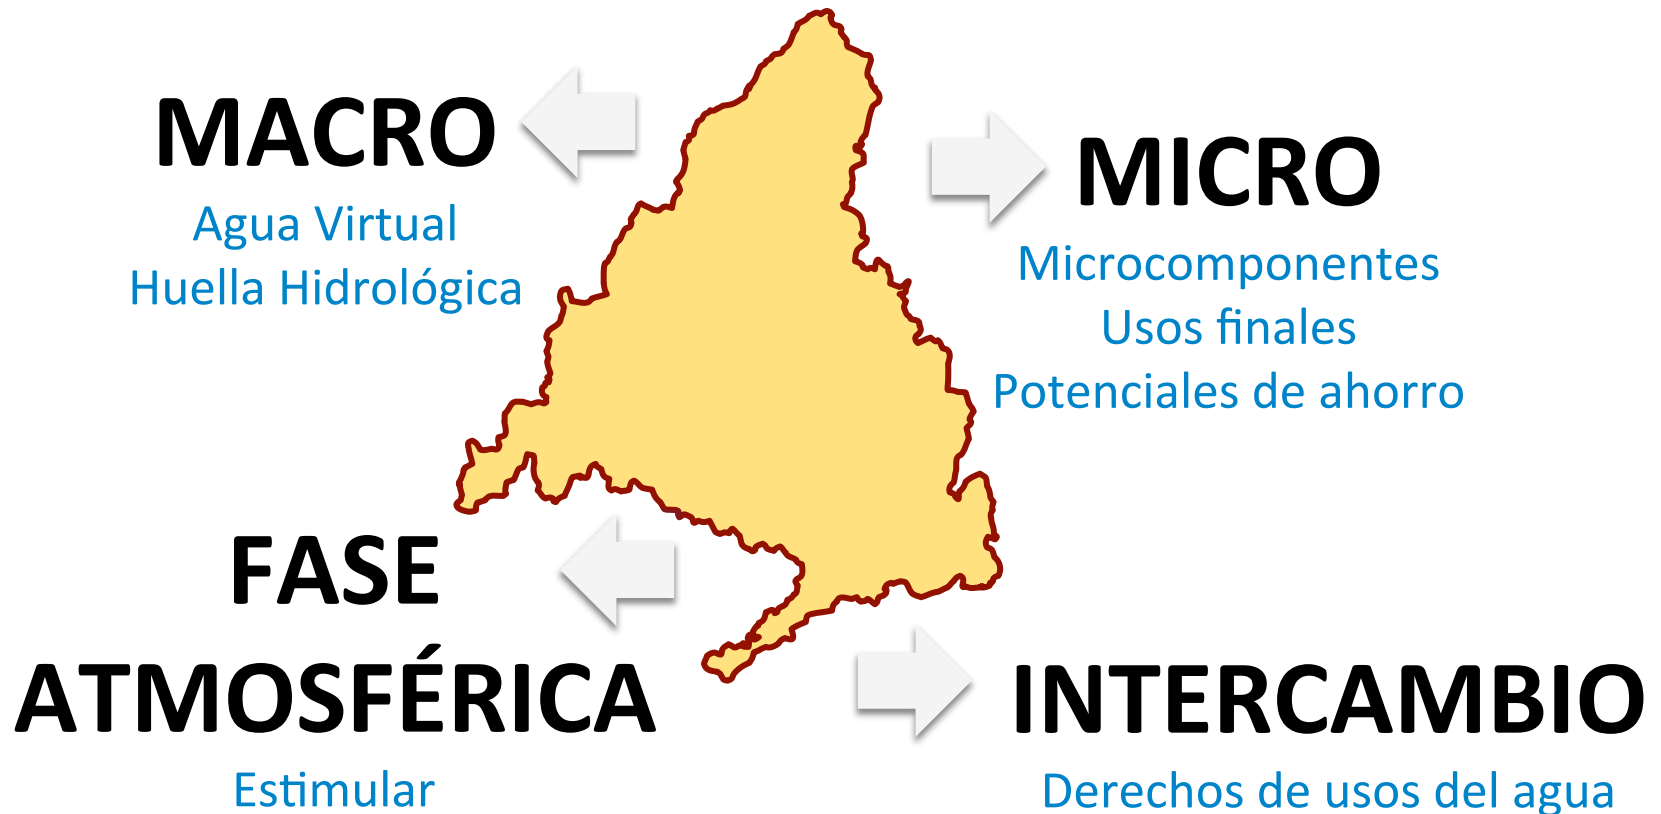 MACRO
Agua Virtual
Huella Hidrológica
MICRO
Microcomponentes
Usos finales
Potenciales de ahorro
FASE
ATMOSFÉRICA
Estimular
INTERCAMBIO
Derechos de usos del agua